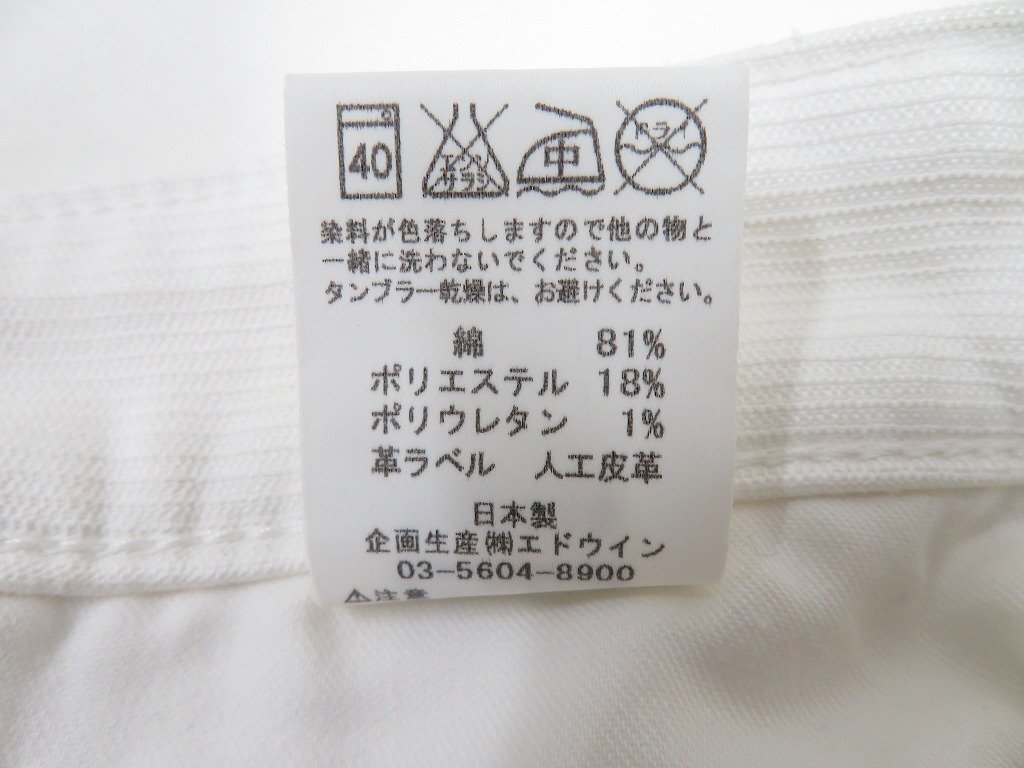 40
エンソ
サラシ
中
ドライ
染料が色落ちしますので他の物と
一緒に洗わないでください。
タンブラー乾燥は、お避けください。
綿 81%
ポリエステル 18%
ポリウレタン 1%
革ラベル 人工皮革
日本製
企画生産㈱エドウイン
03-5604-8900
⚠注意